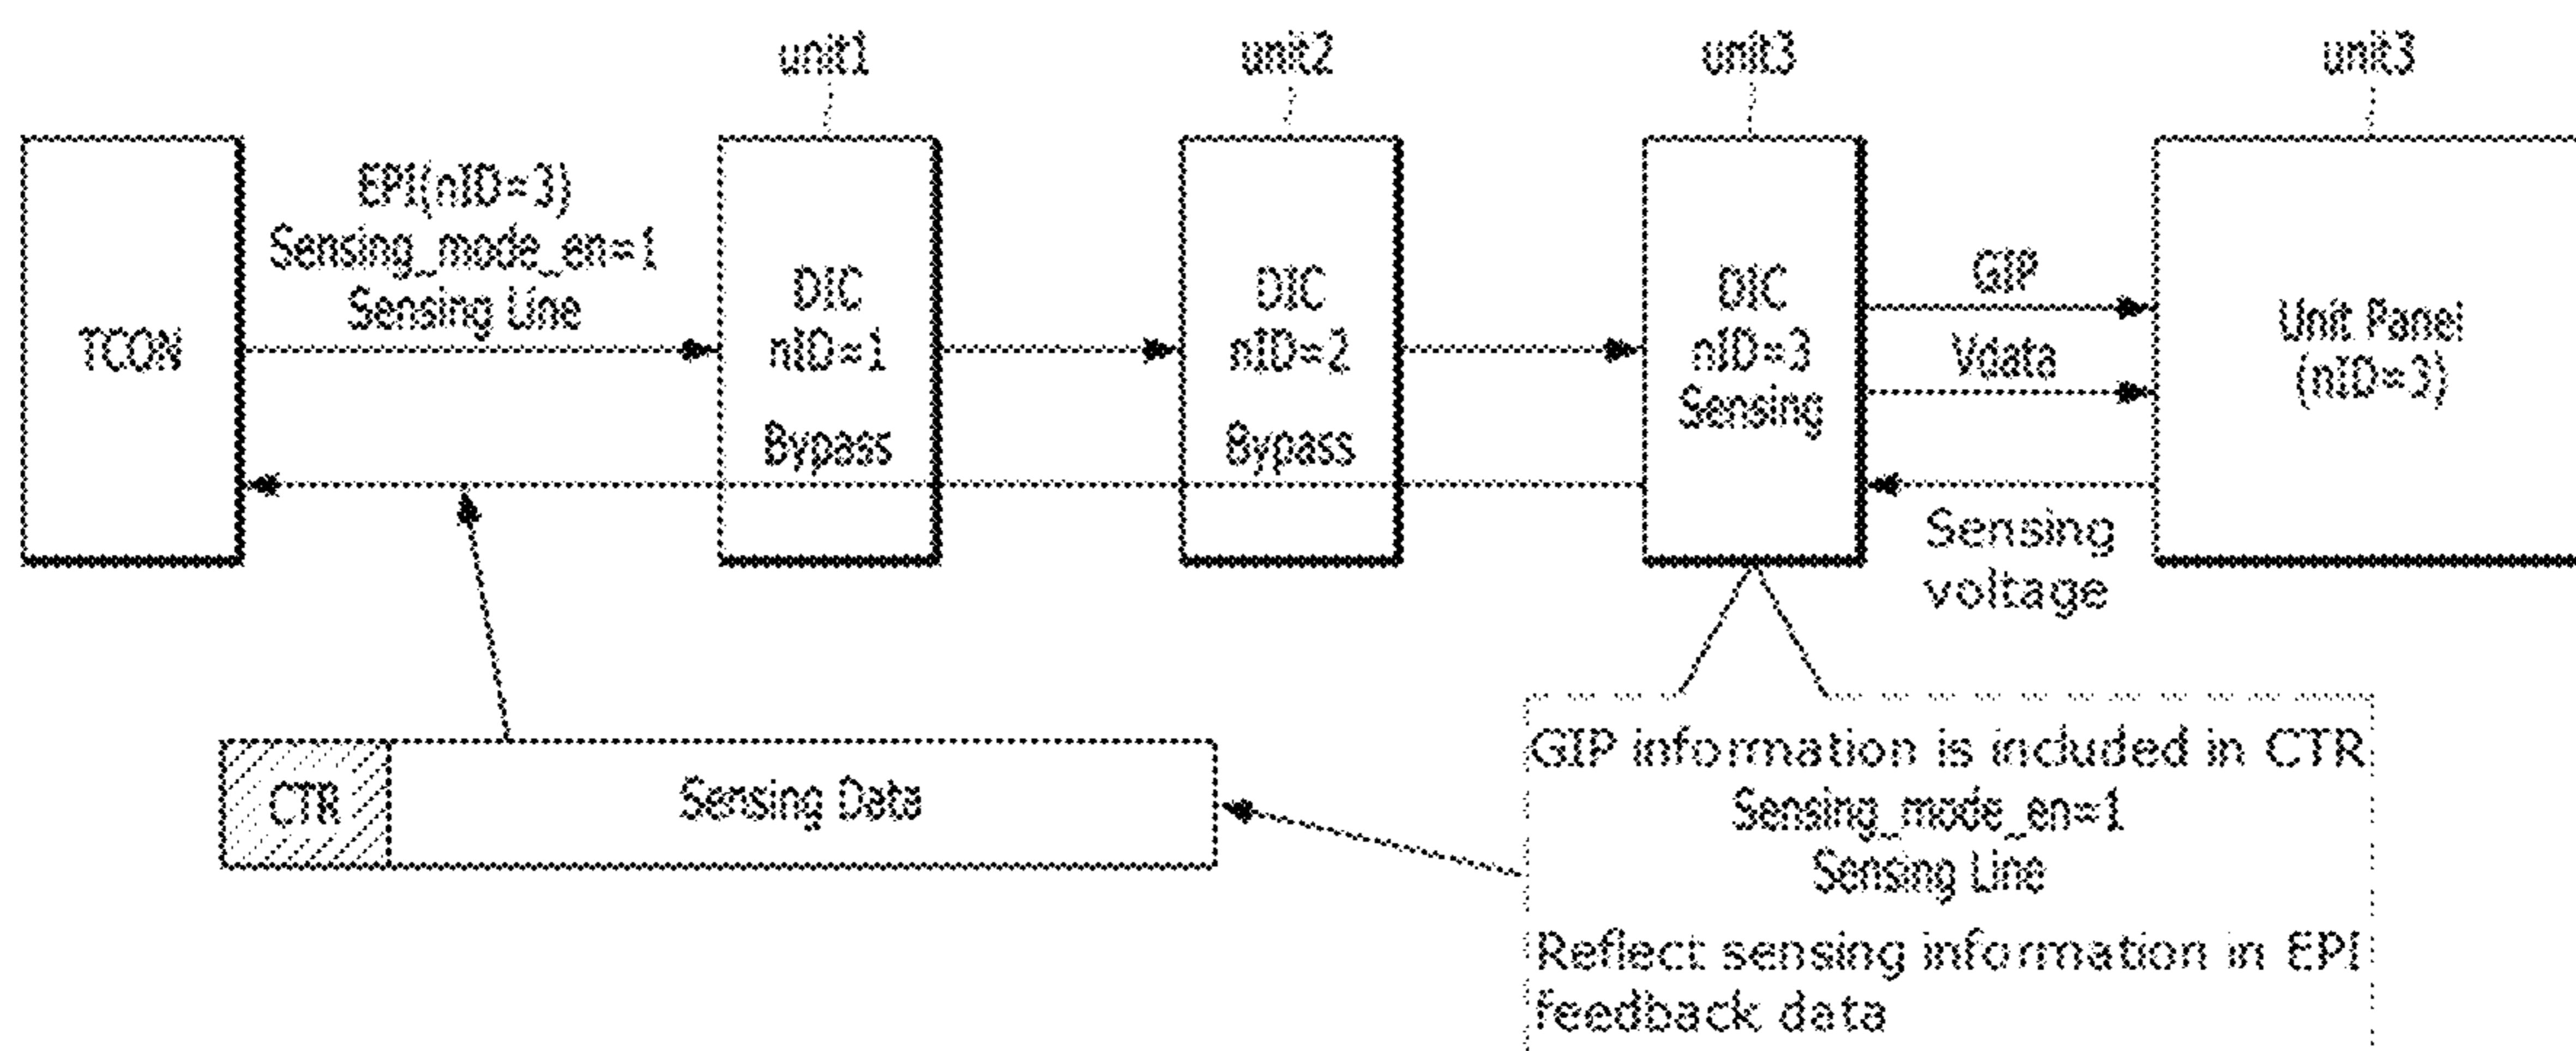 unit1
unit2
unit3
unit3
TCON
EPI(nID=3)
Sensing_mode_en=1
Sensing Line
DIC
nID=1
Bypass
DIC
nID=2
Bypass
DIC
nID=3
Sensing
GIP
Vdata
Sensing
voltage
Unit Panel
(nID=3)
CTR
Sensing Data
GIP information is included in CTR
Sensing_mode_en=1
Sensing Line
Reflect sensing information in EPI
feedback data